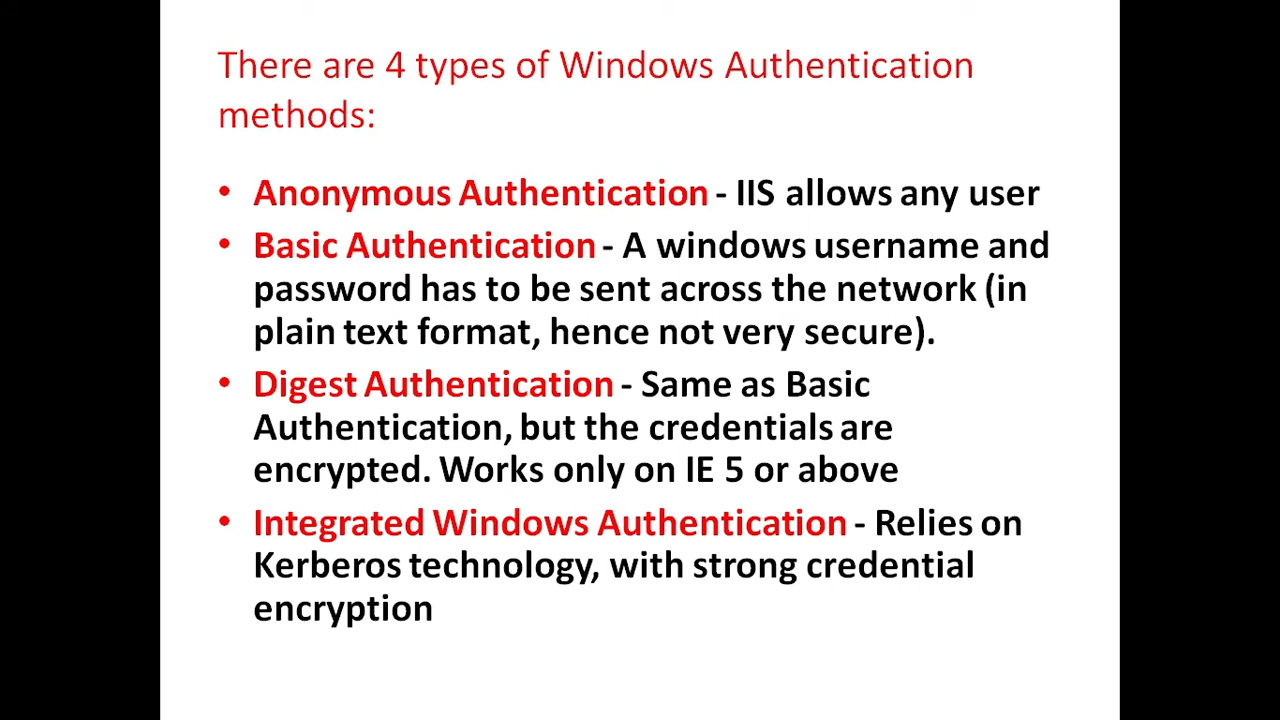 There are 4 types of Windows Authentication
methods:
• Anonymous Authentication - IIS allows any user
• Basic Authentication - A windows username and
password has to be sent across the network (in
plain text format, hence not very secure).
• Digest Authentication - Same as Basic
Authentication, but the credentials are
encrypted. Works only on IE 5 or above
• Integrated Windows Authentication - Relies on
Kerberos technology, with strong credential
encryption